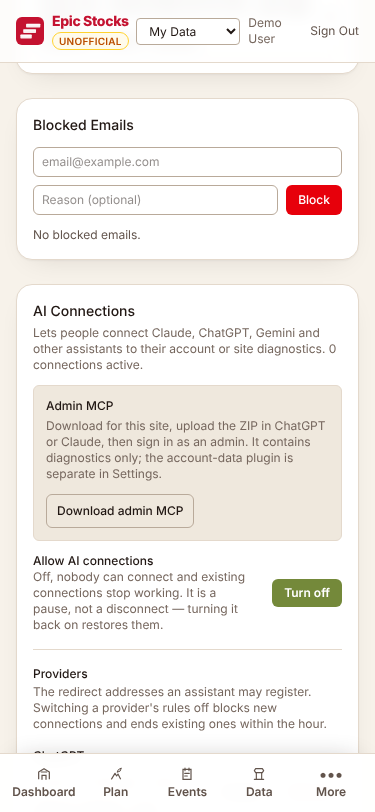 Epic Stocks
UNOFFICIAL
My Data
Demo
User
Sign Out
Blocked Emails
email@example.com
Reason (optional)
Block
No blocked emails.
AI Connections
Lets people connect Claude, ChatGPT, Gemini and
other assistants to their account or site diagnostics. 0
connections active.
Admin MCP
Download for this site, upload the ZIP in ChatGPT
or Claude, then sign in as an admin. It contains
diagnostics only; the account-data plugin is
separate in Settings.
Download admin MCP
Allow AI connections
Off, nobody can connect and existing
connections stop working. It is a
pause, not a disconnect — turning it
back on restores them.
Turn off
Providers
The redirect addresses an assistant may register.
Switching a provider's rules off blocks new
connections and ends existing ones within the hour.
ChatGPT
Dashboard
Plan
Events
Data
More